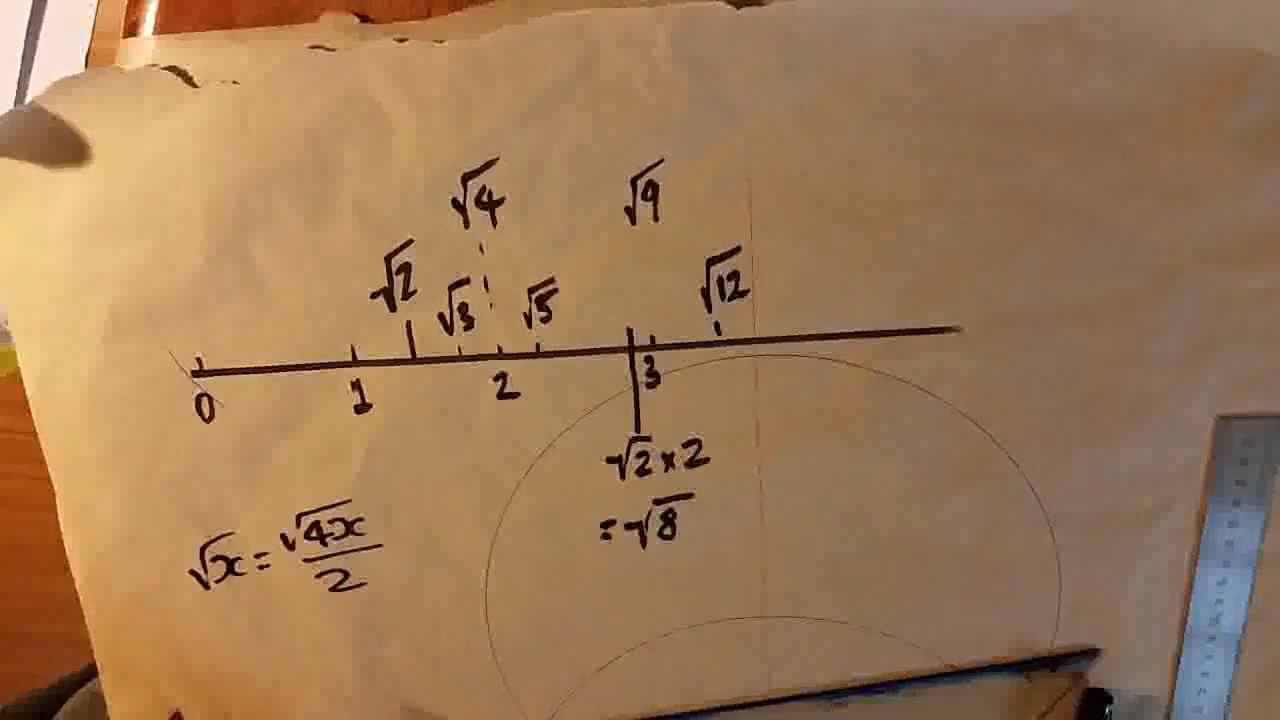 √4 √9
√2 √3 √5 √12
0 1 2 3
√2 × 2
= √8
√x = √4x / 2